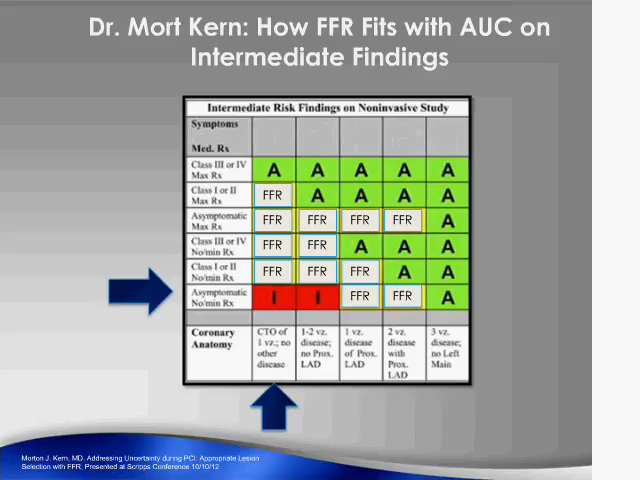 Dr. Mort Kern: How FFR Fits with AUC on
Intermediate Findings
Intermediate Risk Findings on Noninvasive Study
Symptoms
Med. Rx
Class III or IV
Max Rx
A A A A A
Class I or II
Max Rx
FFR A A A A
Asymptomatic
Max Rx
FFR FFR FFR FFR A
Class III or IV
No/min Rx
FFR FFR A A A
Class I or II
No/min Rx
FFR FFR FFR A A
Asymptomatic
No/min Rx
I I FFR FFR A
Coronary
Anatomy
CTO of
1 vz.; no
other
disease
1-2 vz.
disease;
no Prox.
LAD
1 vz.
disease
of Prox.
LAD
2 vz.
disease
with
Prox.
LAD
3 vz.
disease;
no Left
Main
Morton J. Kern, MD, Addressing Uncertainty during PCI: Appropriate Lesion
Selection with FFR, Presented at Scripps Conference 10/10/12